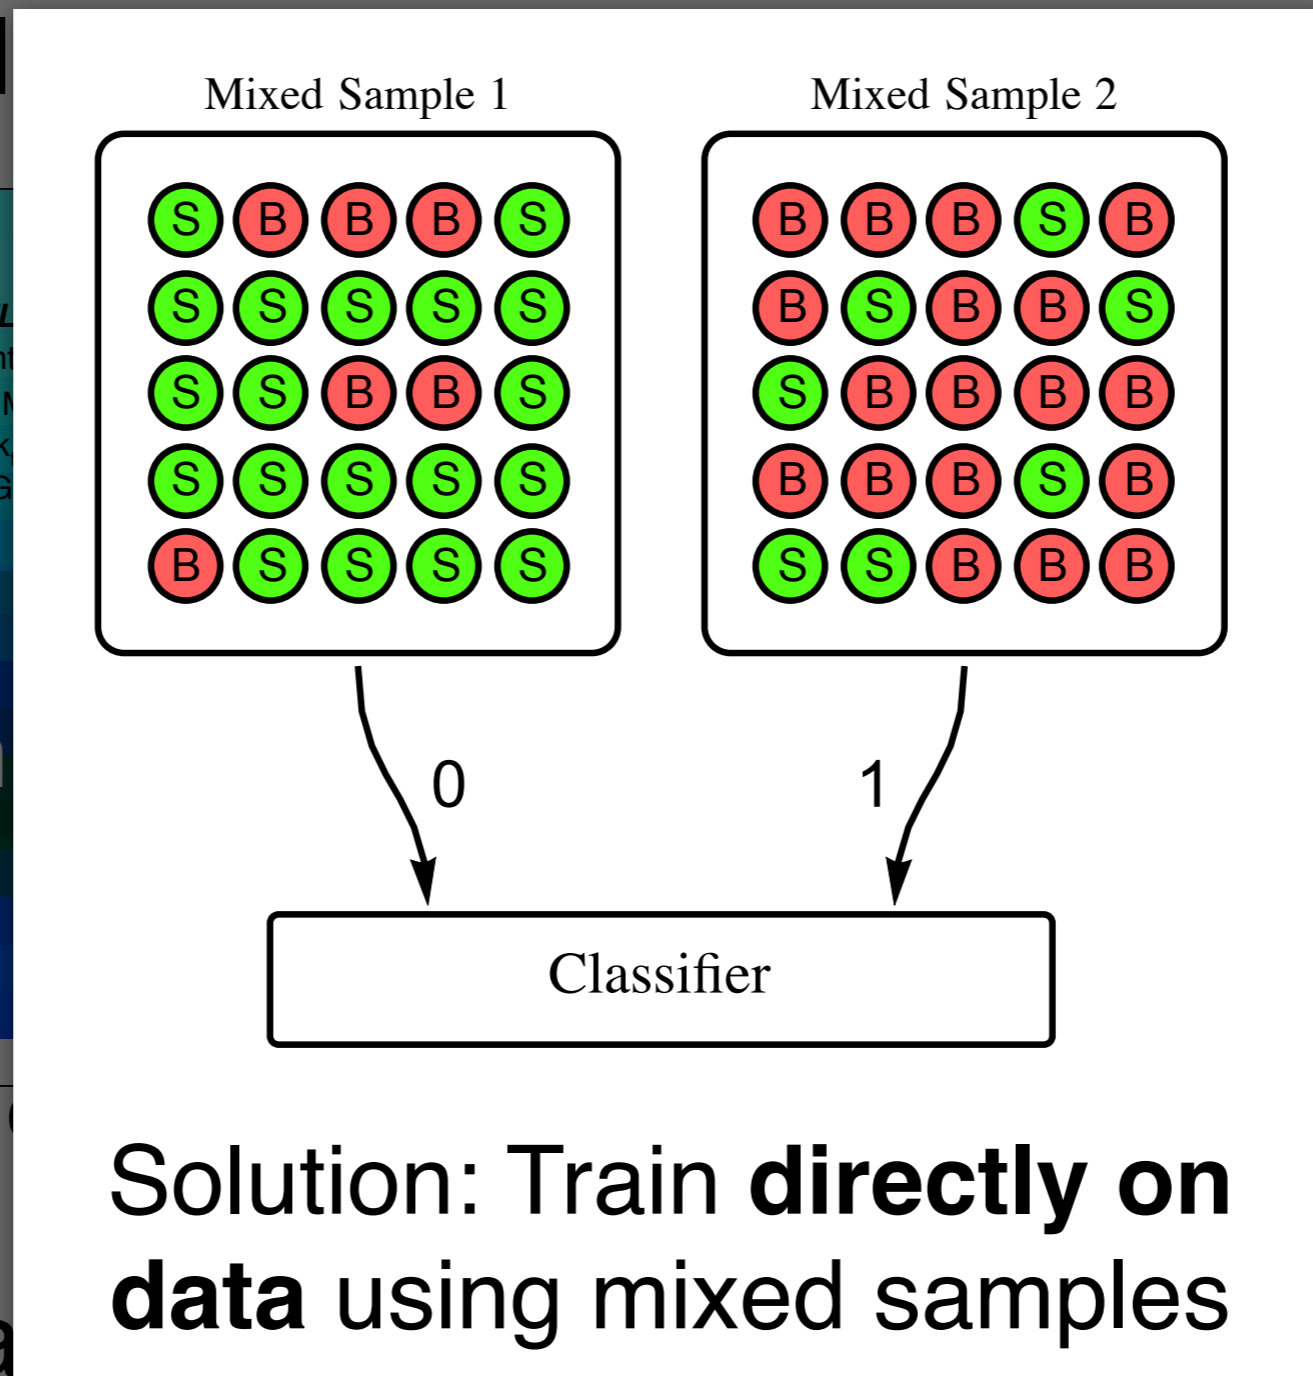 Mixed Sample 1
Mixed Sample 2
S B B B S
S S S S S
S S B B S
S S S S S
B S S S S
B B B S B
B S B B S
S B B B B
B B B S B
S S B B B
0
1
Classifier
Solution: Train directly on
data using mixed samples